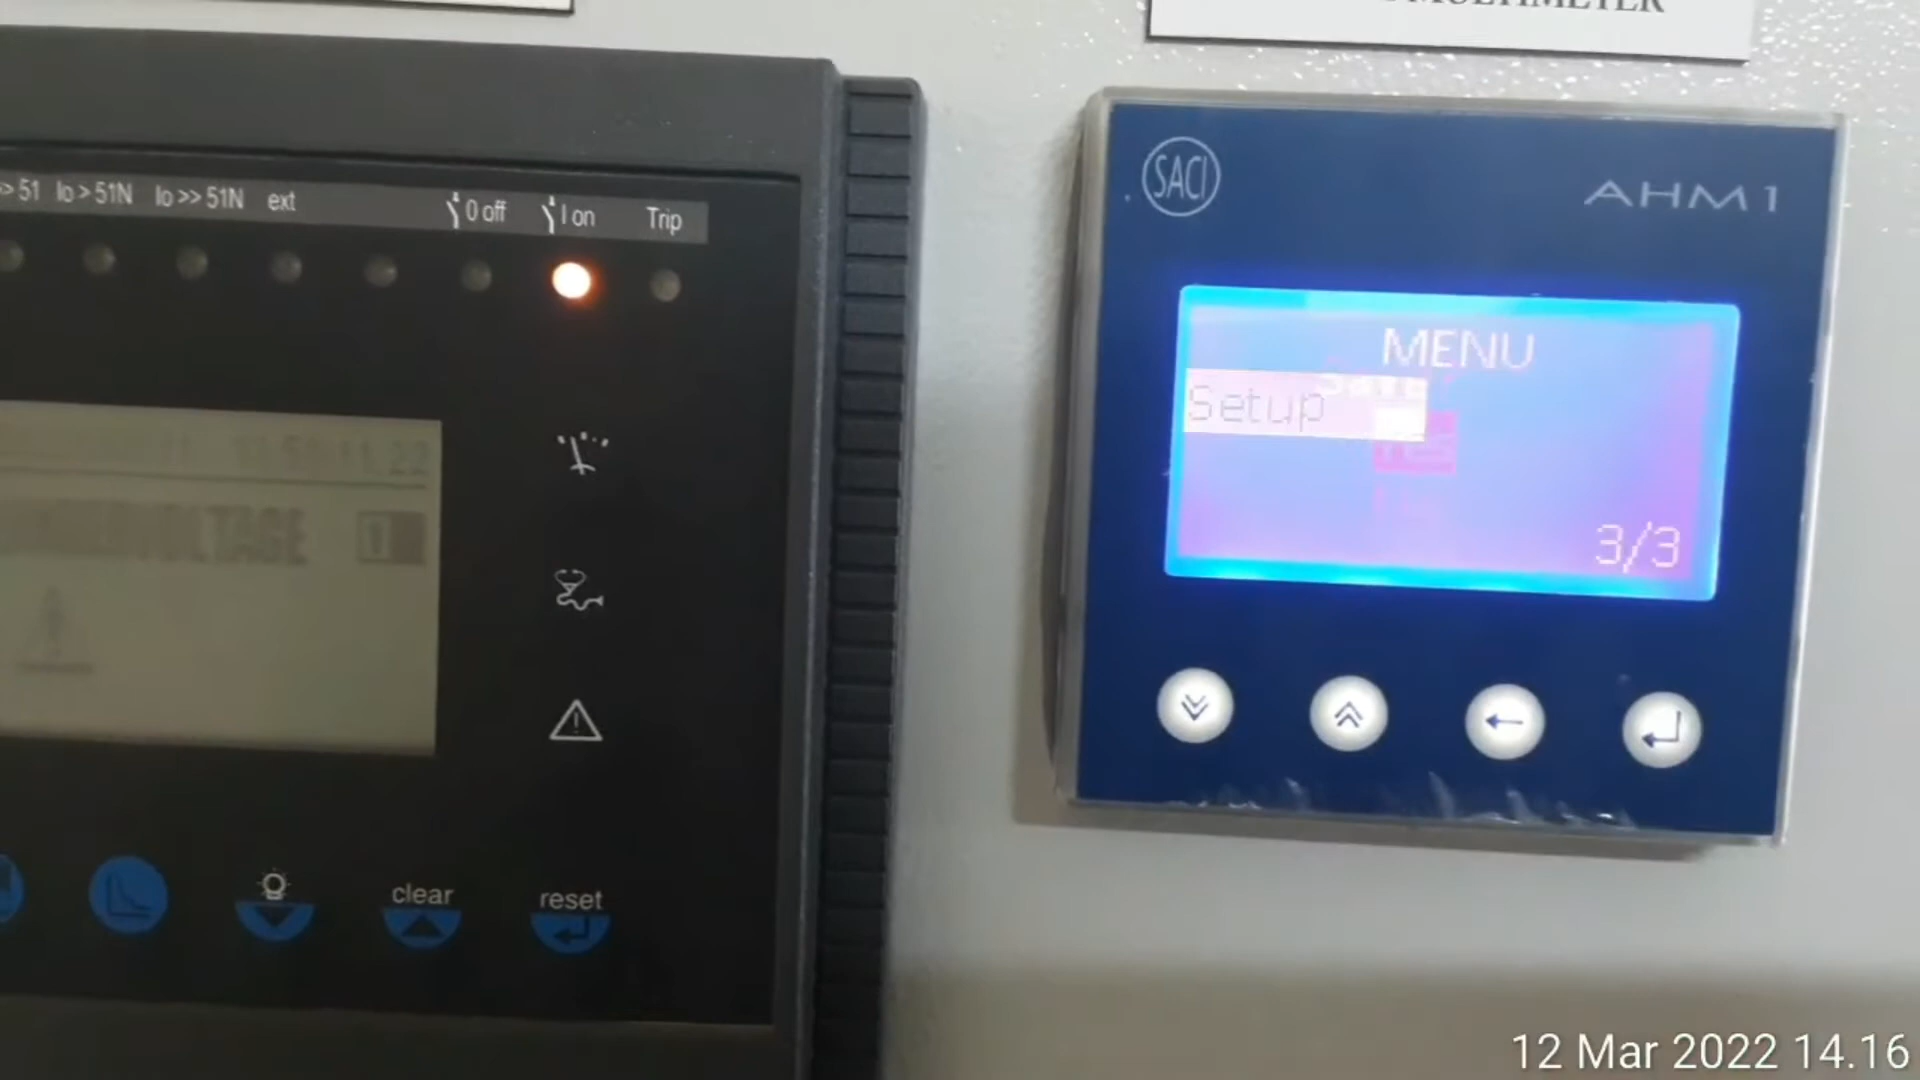 MULTIMETER
> 51 Io > 51N Io >> 51N ext 0 off I on Trip
SACI
AHM1
MENU
Setup
3/3
clear
reset
12 Mar 2022 14.16